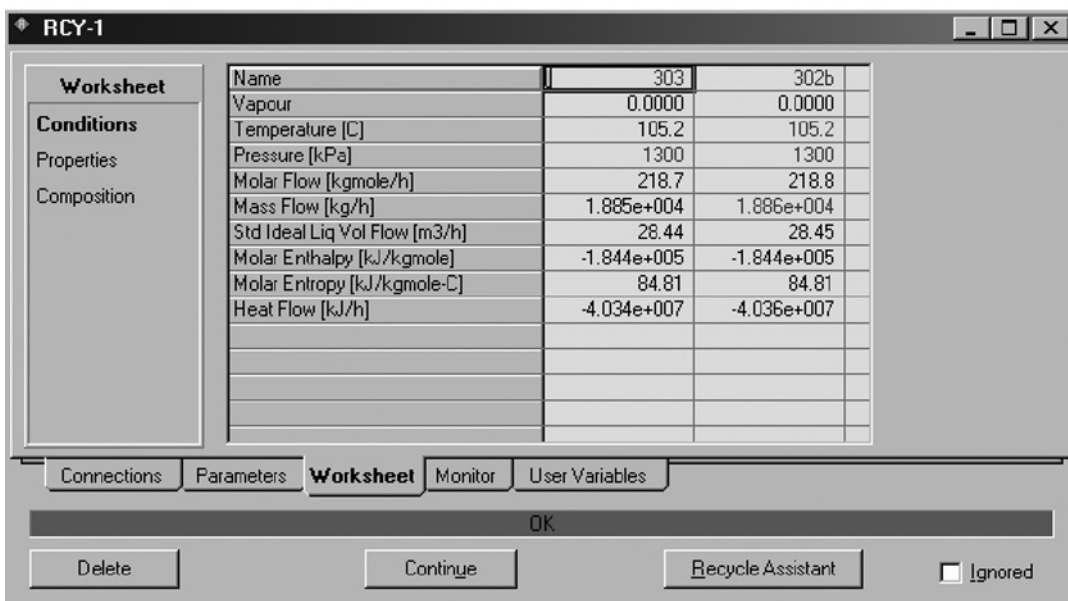 RCY-1
Worksheet
Conditions
Properties
Composition
Name 303 302b
Vapour 0.0000 0.0000
Temperature [C] 105.2 105.2
Pressure [kPa] 1300 1300
Molar Flow [kgmole/h] 218.7 218.8
Mass Flow [kg/h] 1.885e+004 1.886e+004
Std Ideal Liq Vol Flow [m3/h] 28.44 28.45
Molar Enthalpy [kJ/kgmole] -1.844e+005 -1.844e+005
Molar Entropy [kJ/kgmole-C] 84.81 84.81
Heat Flow [kJ/h] -4.034e+007 -4.036e+007
Connections Parameters Worksheet Monitor User Variables
OK
Delete Continue Recycle Assistant Ignored